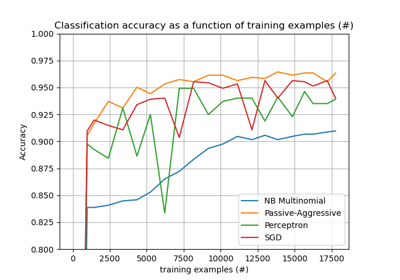 Classification accuracy as a function of training examples (#)
1.000
0.975
0.950
0.925
0.900
0.875
0.850
0.825
0.800
Accuracy
NB Multinomial
Passive-Aggressive
Perceptron
SGD
0 2500 5000 7500 10000 12500 15000 17500
training examples (#)